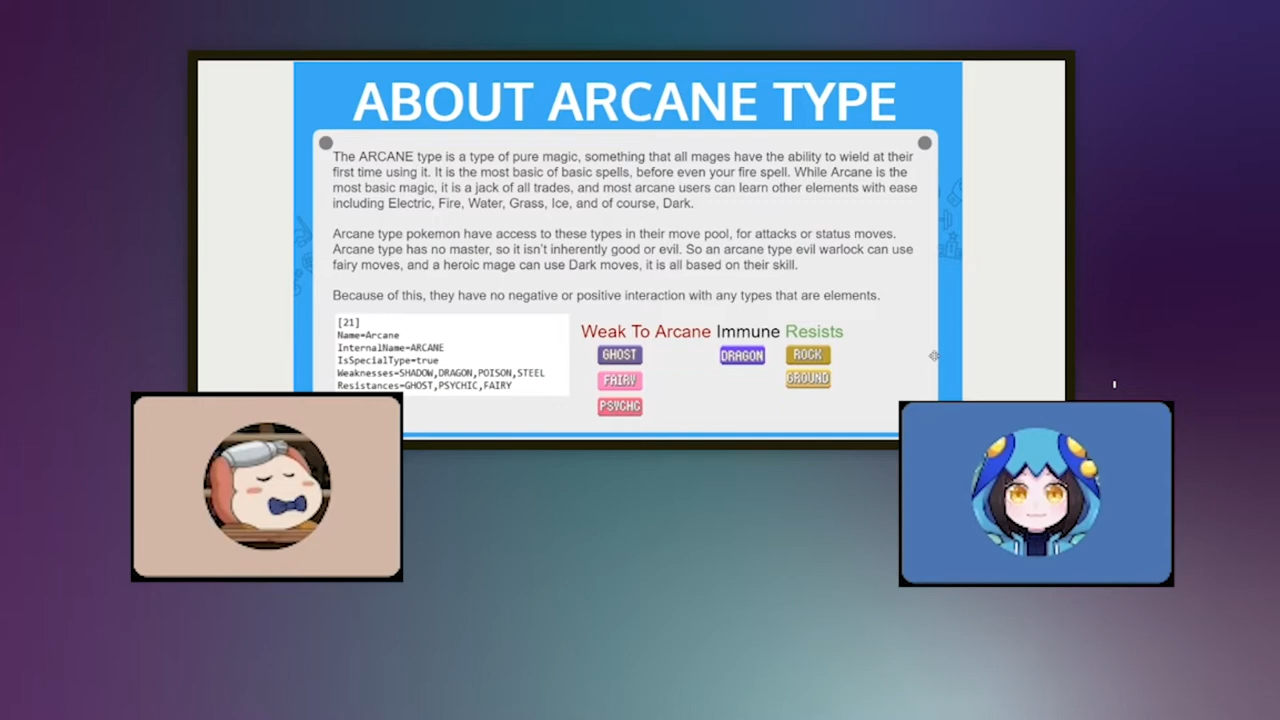 ABOUT ARCANE TYPE
The ARCANE type is a type of pure magic, something that all mages have the ability to wield at their
first time using it. It is the most basic of basic spells, before even your fire spell. While Arcane is the
most basic magic, it is a jack of all trades, and most arcane users can learn other elements with ease
including Electric, Fire, Water, Grass, Ice, and of course, Dark.
Arcane type pokemon have access to these types in their move pool, for attacks or status moves.
Arcane type has no master, so it isn't inherently good or evil. So an arcane type evil warlock can use
fairy moves, and a heroic mage can use Dark moves, it is all based on their skill.
Because of this, they have no negative or positive interaction with any types that are elements.
[21]
Name=Arcane
InternalName=ARCANE
IsSpecialType=true
Weaknesses=SHADOW,DRAGON,POISON,STEEL
Resistances=GHOST,PSYCHIC,FAIRY
Weak To Arcane Immune Resists
GHOST DRAGON ROCK
FAIRY GROUND
PSYCHC